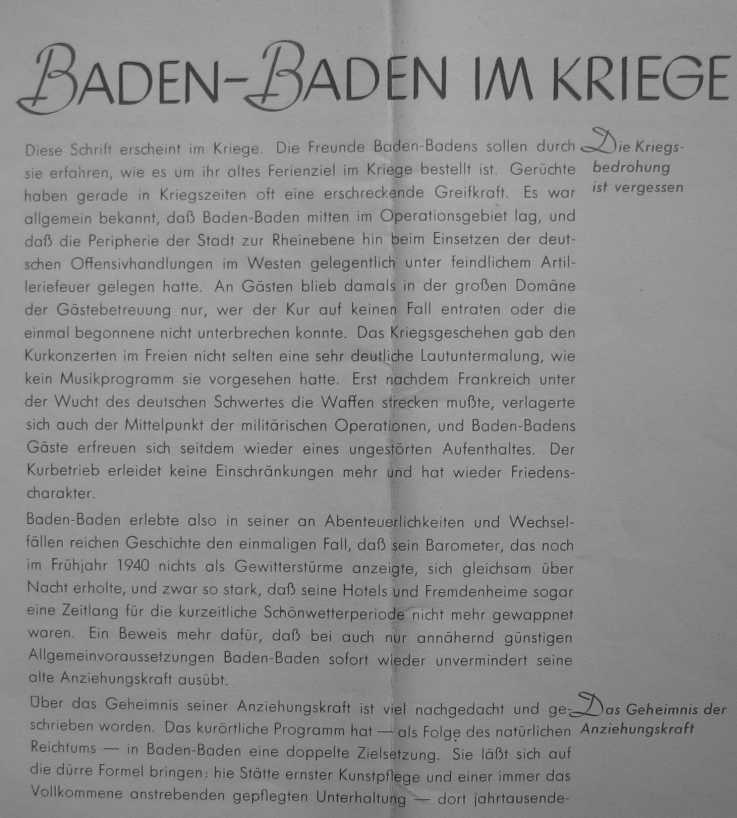 BADEN-BADEN IM KRIEGE
Diese Schrift erscheint im Kriege. Die Freunde Baden-Badens sollen durch
sie erfahren, wie es um ihr altes Ferienziel im Kriege bestellt ist. Gerüchte
haben gerade in Kriegszeiten oft eine erschreckende Greifkraft. Es war
allgemein bekannt, daß Baden-Baden mitten im Operationsgebiet lag, und
daß die Peripherie der Stadt zur Rheinebene hin beim Einsetzen der deut-
schen Offensivhandlungen im Westen gelegentlich unter feindlichem Artil-
leriefeuer gelegen hatte. An Gästen blieb damals in der großen Domäne
der Gästebetreuung nur, wer der Kur auf keinen Fall entraten oder die
einmal begonnene nicht unterbrechen konnte. Das Kriegsgeschehen gab den
Kurkonzerten im Freien nicht selten eine sehr deutliche Lautuntermalung, wie
kein Musikprogramm sie vorgesehen hatte. Erst nachdem Frankreich unter
der Wucht des deutschen Schwertes die Waffen strecken mußte, verlagerte
sich auch der Mittelpunkt der militärischen Operationen, und Baden-Badens
Gäste erfreuen sich seitdem wieder eines ungestörten Aufenthaltes. Der
Kurbetrieb erleidet keine Einschränkungen mehr und hat wieder Friedens-
charakter.
Die Kriegs-
bedrohung
ist vergessen
Baden-Baden erlebte also in seiner an Abenteuerlichkeiten und Wechsel-
fällen reichen Geschichte den einmaligen Fall, daß sein Barometer, das noch
im Frühjahr 1940 nichts als Gewitterstürme anzeigte, sich gleichsam über
Nacht erholte, und zwar so stark, daß seine Hotels und Fremdenheime sogar
eine Zeitlang für die kurzeitliche Schönwetterperiode nicht mehr gewappnet
waren. Ein Beweis mehr dafür, daß bei auch nur annähernd günstigen
Allgemeinvoraussetzungen Baden-Baden sofort wieder unvermindert seine
alte Anziehungskraft ausübt.
Über das Geheimnis seiner Anziehungskraft ist viel nachgedacht und ge-
schrieben worden. Das kurörtliche Programm hat — als Folge des natürlichen
Reichtums — in Baden-Baden eine doppelte Zielsetzung. Sie läßt sich auf
die dürre Formel bringen: hie Stätte ernster Kunstpflege und einer immer das
Vollkommene anstrebenden gepflegten Unterhaltung — dort jahrtausende-
Das Geheimnis der
Anziehungskraft